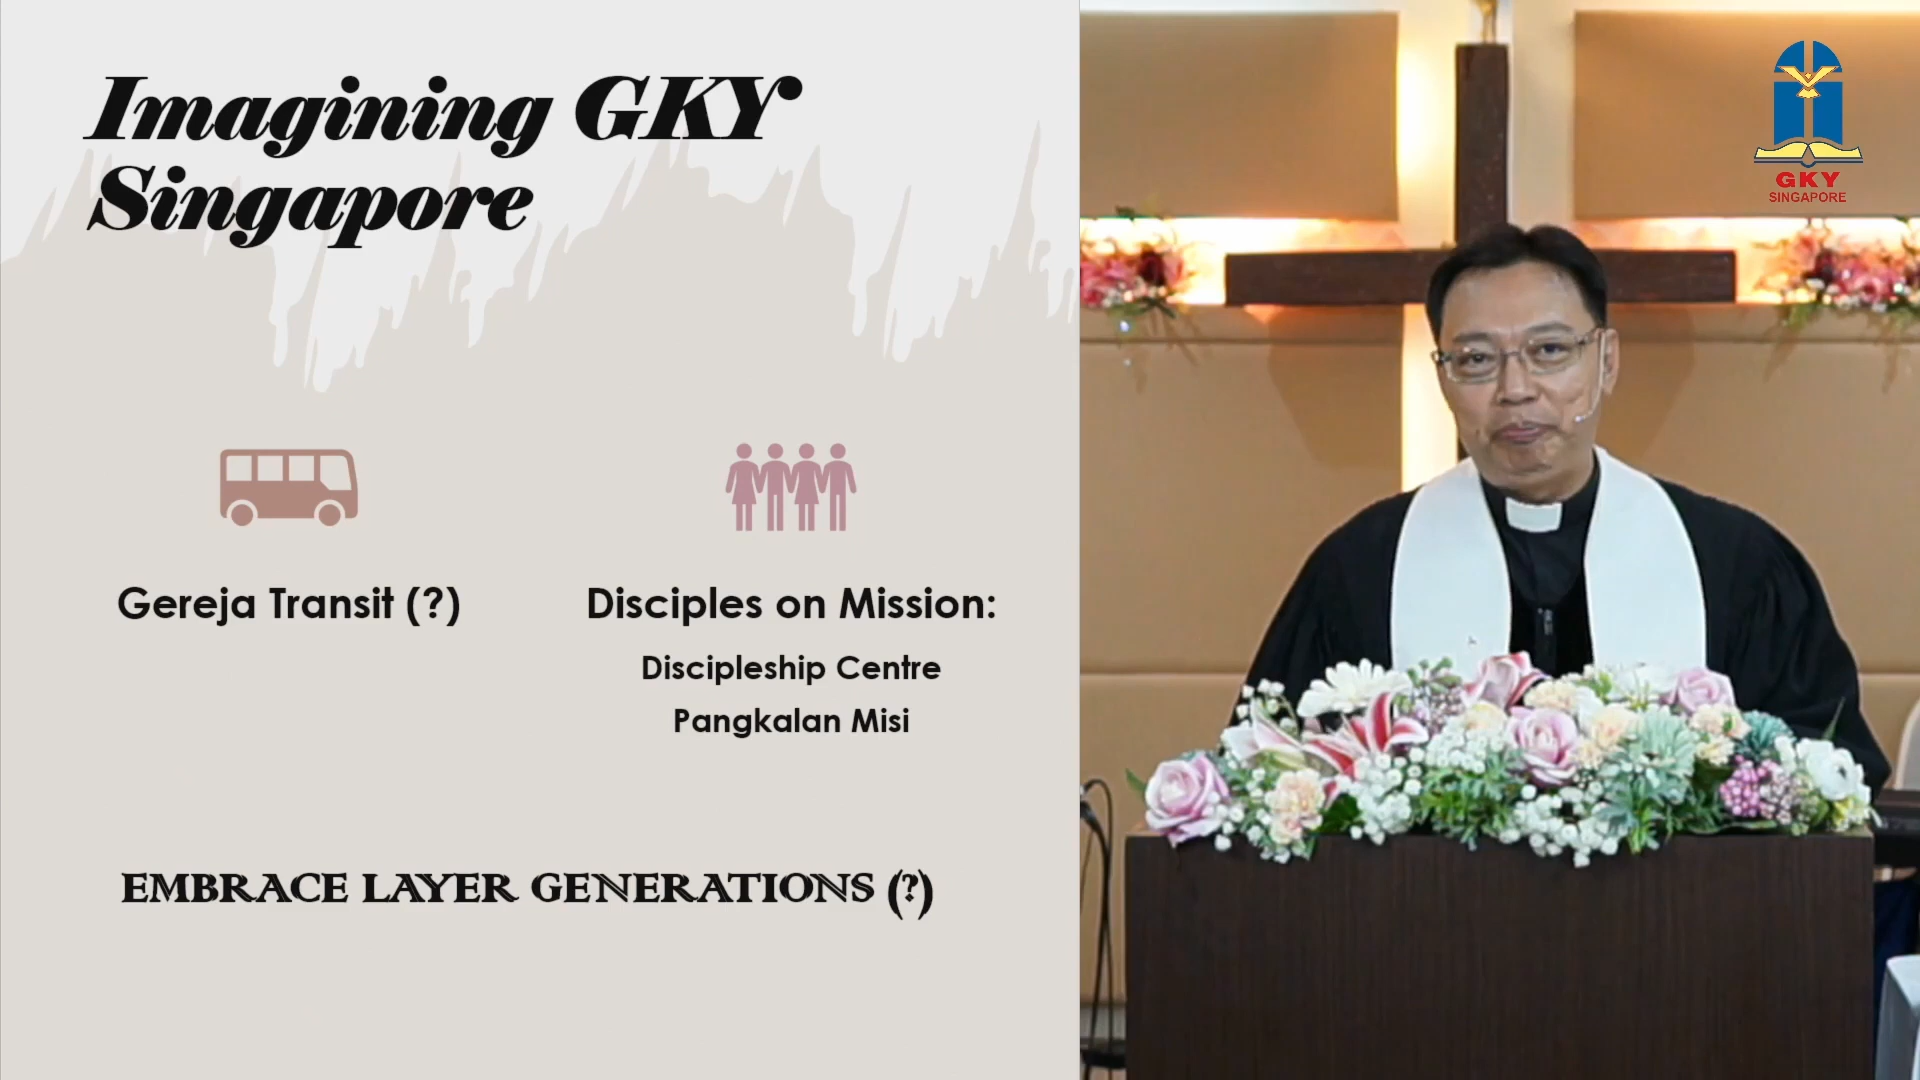 Imagining GKY
Singapore
Gereja Transit (?)
Disciples on Mission:
Discipleship Centre
Pangkalan Misi
EMBRACE LAYER GENERATIONS (?)
GKY
SINGAPORE